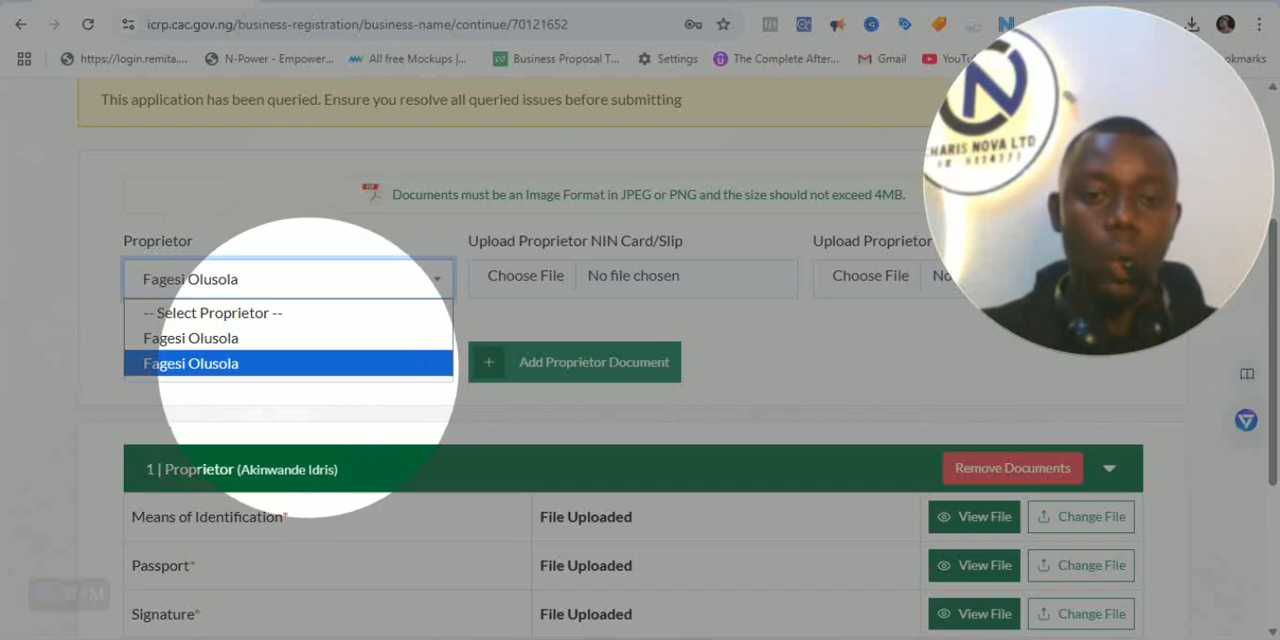 icrp.cac.gov.ng/business-registration/business-name/continue/70121652
https://login.remita....
N-Power - Empower...
All free Mockups |...
Business Proposal T...
Settings
The Complete After...
Gmail
YouTu
okmarks
This application has been queried. Ensure you resolve all queried issues before submitting
CHARIS NOVA LTD
Documents must be an Image Format in JPEG or PNG and the size should not exceed 4MB.
Proprietor
Upload Proprietor NIN Card/Slip
Upload Proprietor
Fagesi Olusola
Choose File
No file chosen
Choose File
No
-- Select Proprietor --
Fagesi Olusola
Fagesi Olusola
+ Add Proprietor Document
1 | Proprietor (Akinwande Idris)
Remove Documents
Means of Identification*
File Uploaded
View File
Change File
Passport*
File Uploaded
View File
Change File
Signature*
File Uploaded
View File
Change File